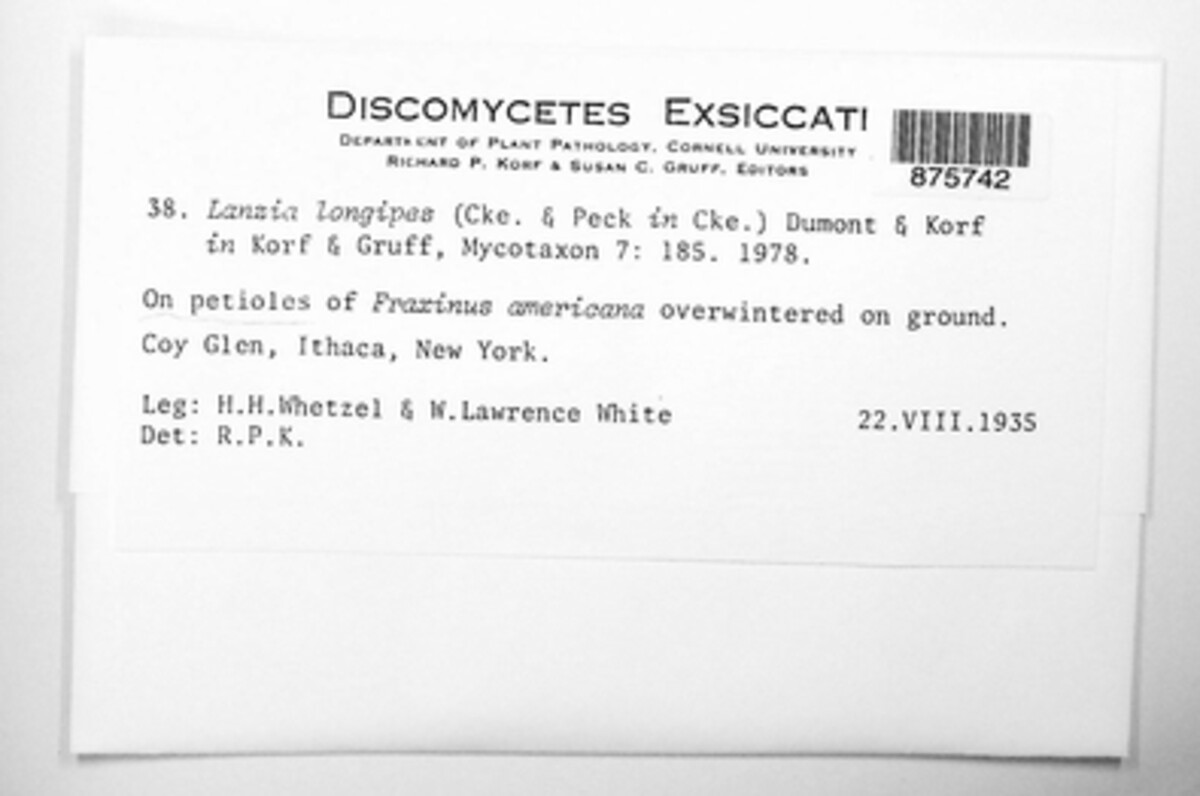 DISCOMYCETES EXSICCATI
DEPARTMENT OF PLANT PATHOLOGY, CORNELL UNIVERSITY
RICHARD P. KORF & SUSAN C. GRUFF, EDITORS
875742
38. Lanzia longipes (Cke. & Peck in Cke.) Dumont & Korf
in Korf & Gruff, Mycotaxon 7: 185. 1978.
On petioles of Fraxinus americana overwintered on ground.
Coy Glen, Ithaca, New York.
Leg: H.H.Whetzel & W.Lawrence White 22.VIII.1935
Det: R.P.K.